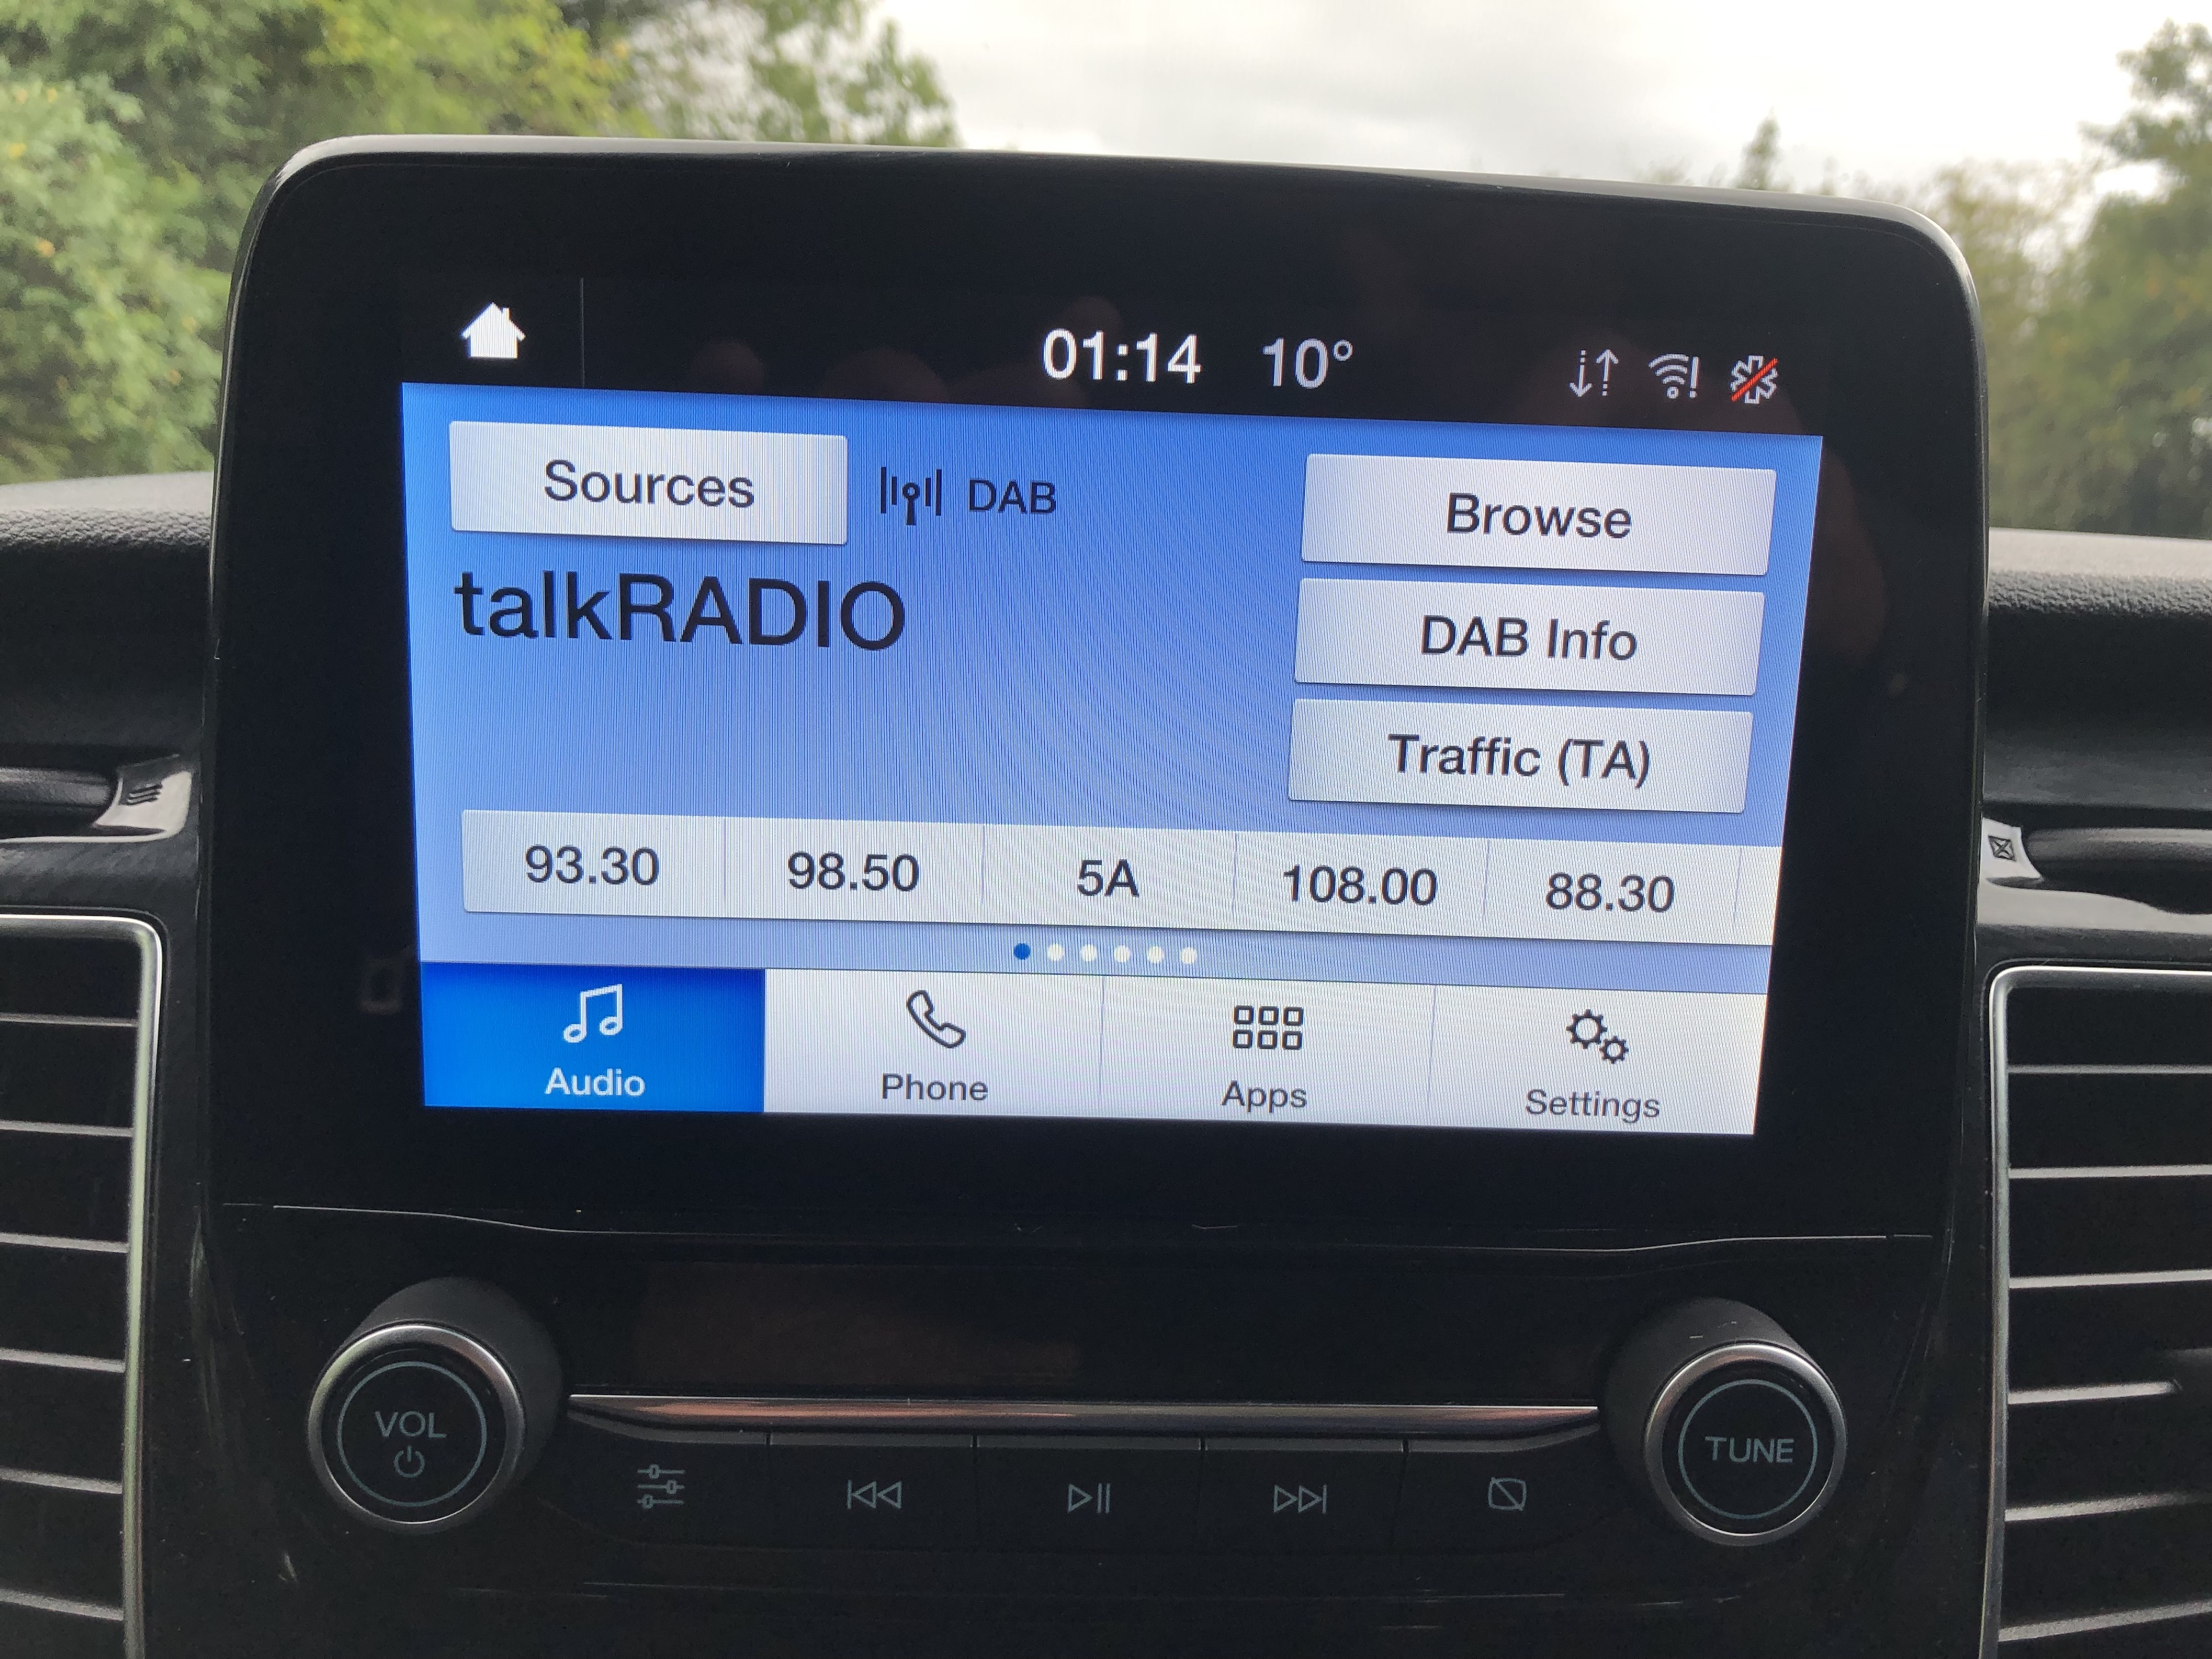 01:14 10°
Sources DAB
Browse
talkRADIO
DAB Info
Traffic (TA)
93.30 98.50 5A 108.00 88.30
Audio Phone Apps Settings
VOL
TUNE